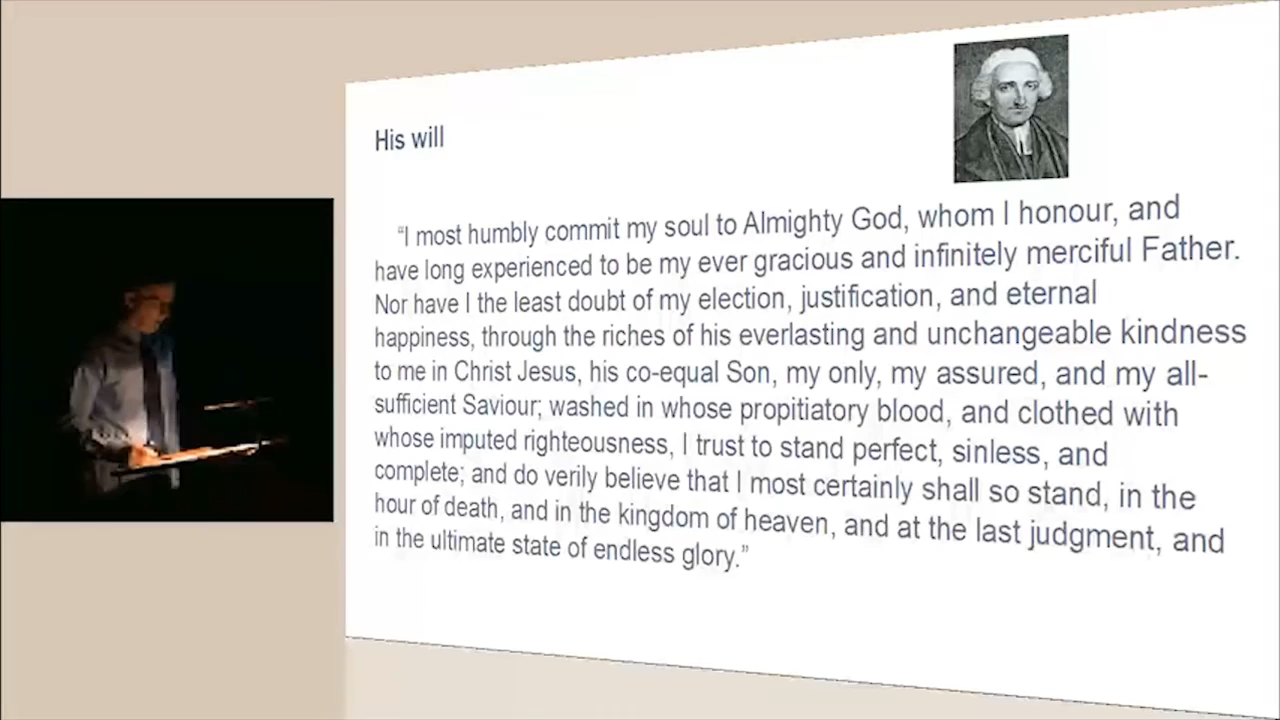 His will
“I most humbly commit my soul to Almighty God, whom I honour, and
have long experienced to be my ever gracious and infinitely merciful Father.
Nor have I the least doubt of my election, justification, and eternal
happiness, through the riches of his everlasting and unchangeable kindness
to me in Christ Jesus, his co-equal Son, my only, my assured, and my all-
sufficient Saviour; washed in whose propitiatory blood, and clothed with
whose imputed righteousness, I trust to stand perfect, sinless, and
complete; and do verily believe that I most certainly shall so stand, in the
hour of death, and in the kingdom of heaven, and at the last judgment, and
in the ultimate state of endless glory.”